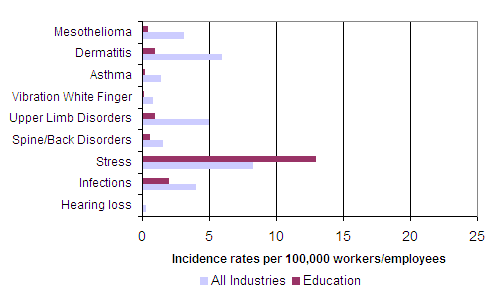 Mesothelioma
Dermatitis
Asthma
Vibration White Finger
Upper Limb Disorders
Spine/Back Disorders
Stress
Infections
Hearing loss
0 5 10 15 20 25
Incidence rates per 100,000 workers/employees
All Industries Education